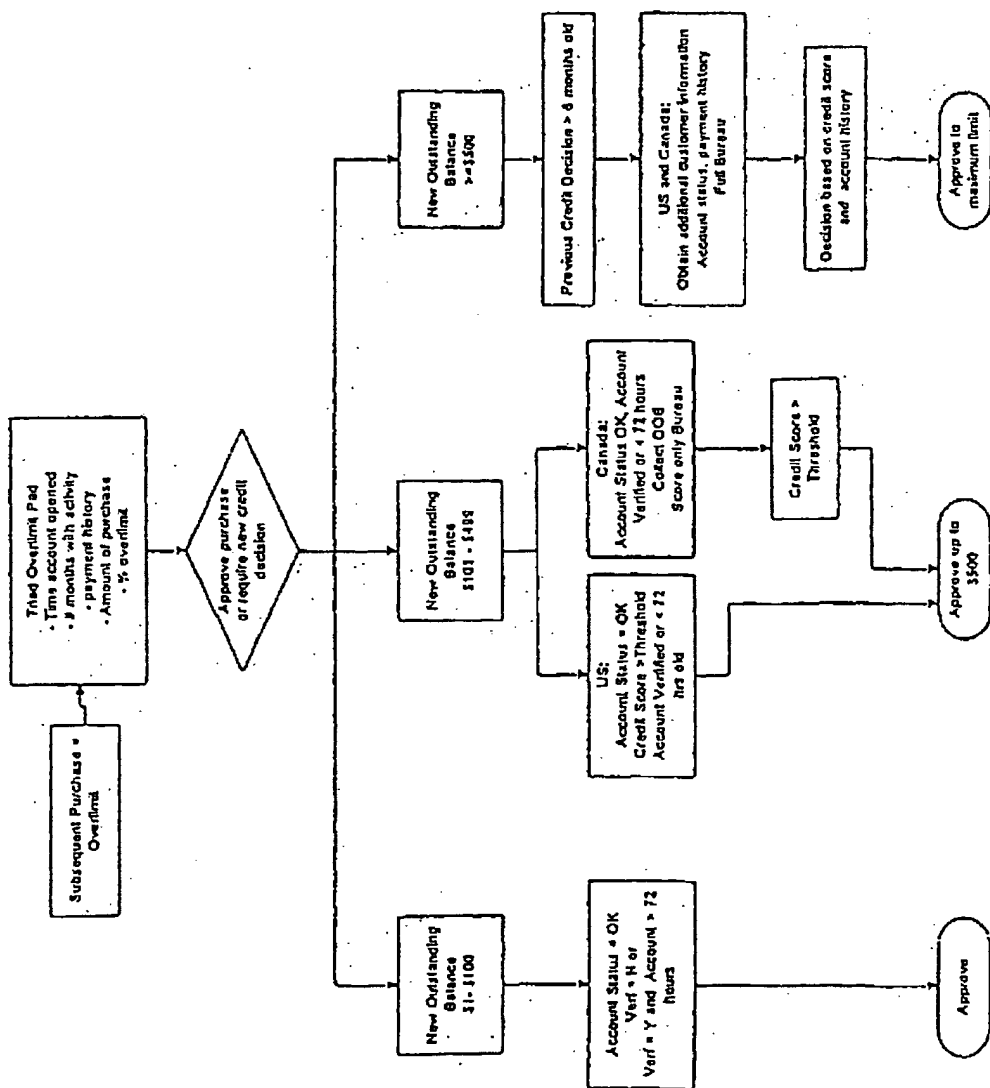 Subsequent Purchase =
Overlimit
Triad Overlimit Pad
• Time account opened
• # months with activity
• payment history
• Amount of purchase
• % overlimit
Approve purchase
or require new credit
decision
New Outstanding
Balance
$1 - $100
Account Status = OK
Verf = N or
Verf = Y and Account > 72
hours
Approve
New Outstanding
Balance
$101 - $499
US:
Account Status = OK
Credit Score >Threshold
Account Verified or < 72
hrs old
Canada:
Account Status OK, Account
Verified or < 72 hours
Collect DOB
Score only Bureau
Credit Score >
Threshold
Approve up to
$500
New Outstanding
Balance
>=$500
Previous Credit Decision > 6 months old
US and Canada:
Obtain additional customer information
Account status, payment history
Full Bureau
Decision based on credit score
and account history
Approve to
maximum limit